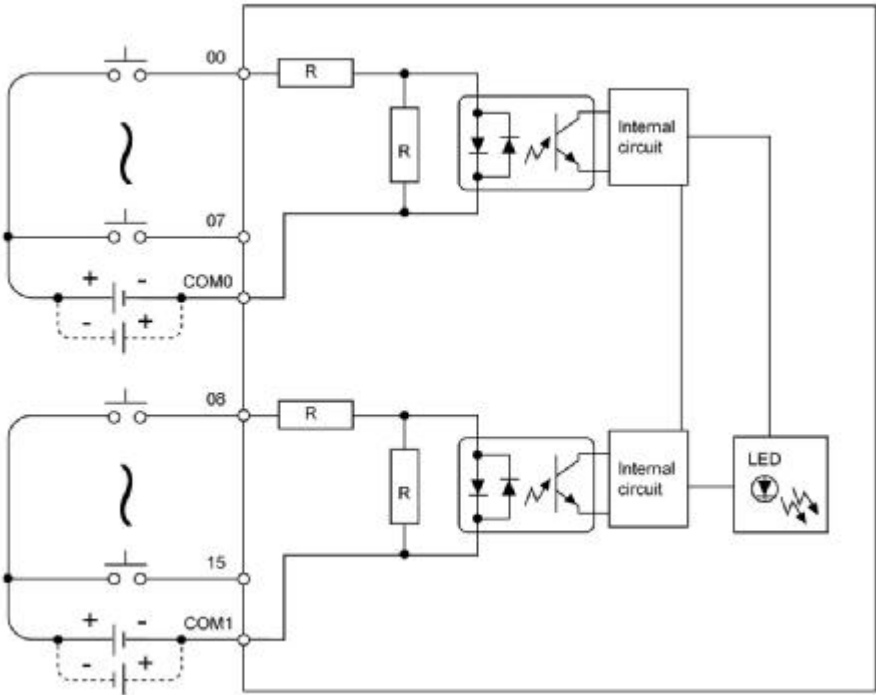 00
R
R
Internal
circuit
07
+ -
COM0
- +
08
R
R
Internal
circuit
LED
15
+ -
COM1
- +